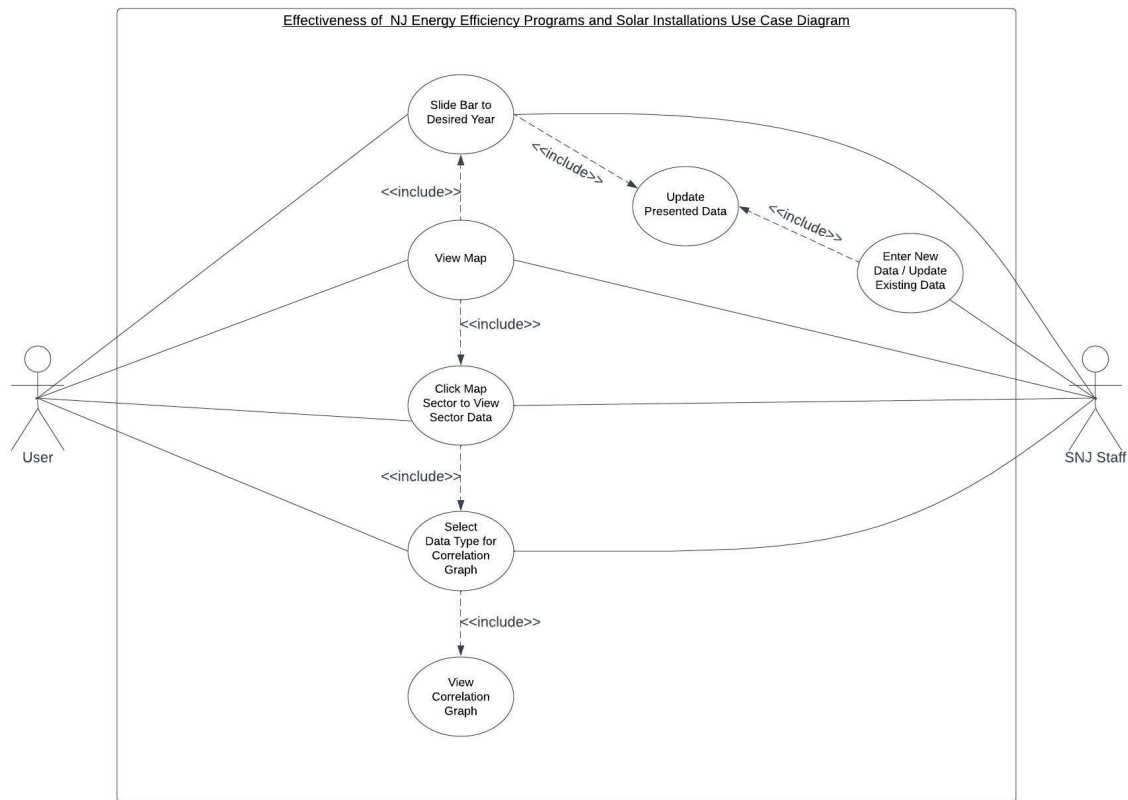 Effectiveness of  NJ Energy Efficiency Programs and Solar Installations Use Case Diagram
Slide Bar to
Desired Year
<<include>>
<<include>>
Update
Presented Data
<<include>>
View Map
Enter New
Data / Update
Existing Data
<<include>>
Click Map
Sector to View
Sector Data
User
SNJ Staff
<<include>>
Select
Data Type for
Correlation
Graph
<<include>>
View
Correlation
Graph